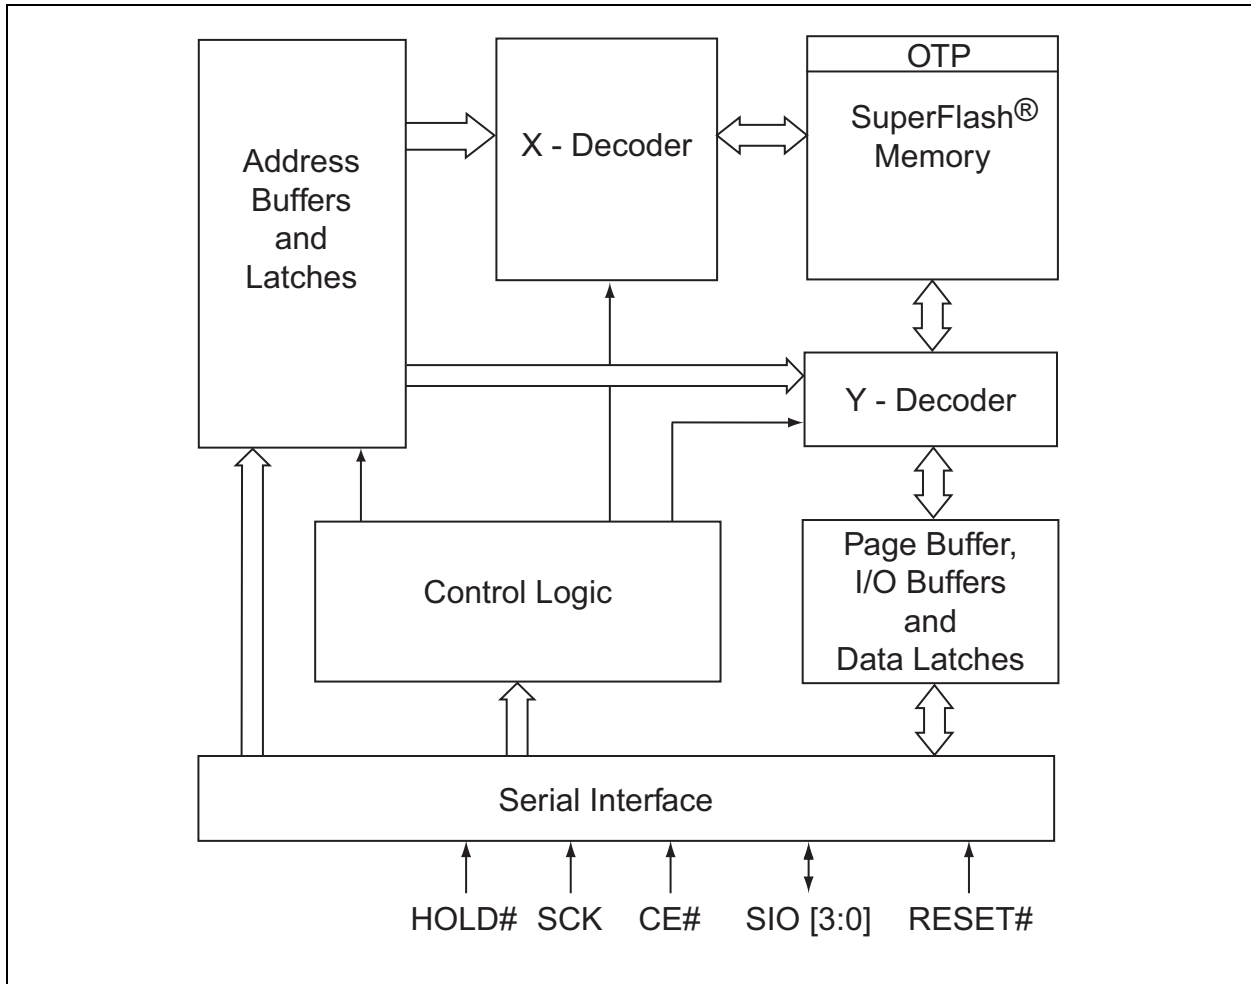 Address
Buffers
and
Latches
X - Decoder
OTP
SuperFlash®
Memory
Y - Decoder
Control Logic
Page Buffer,
I/O Buffers
and
Data Latches
Serial Interface
HOLD# SCK CE# SIO [3:0] RESET#